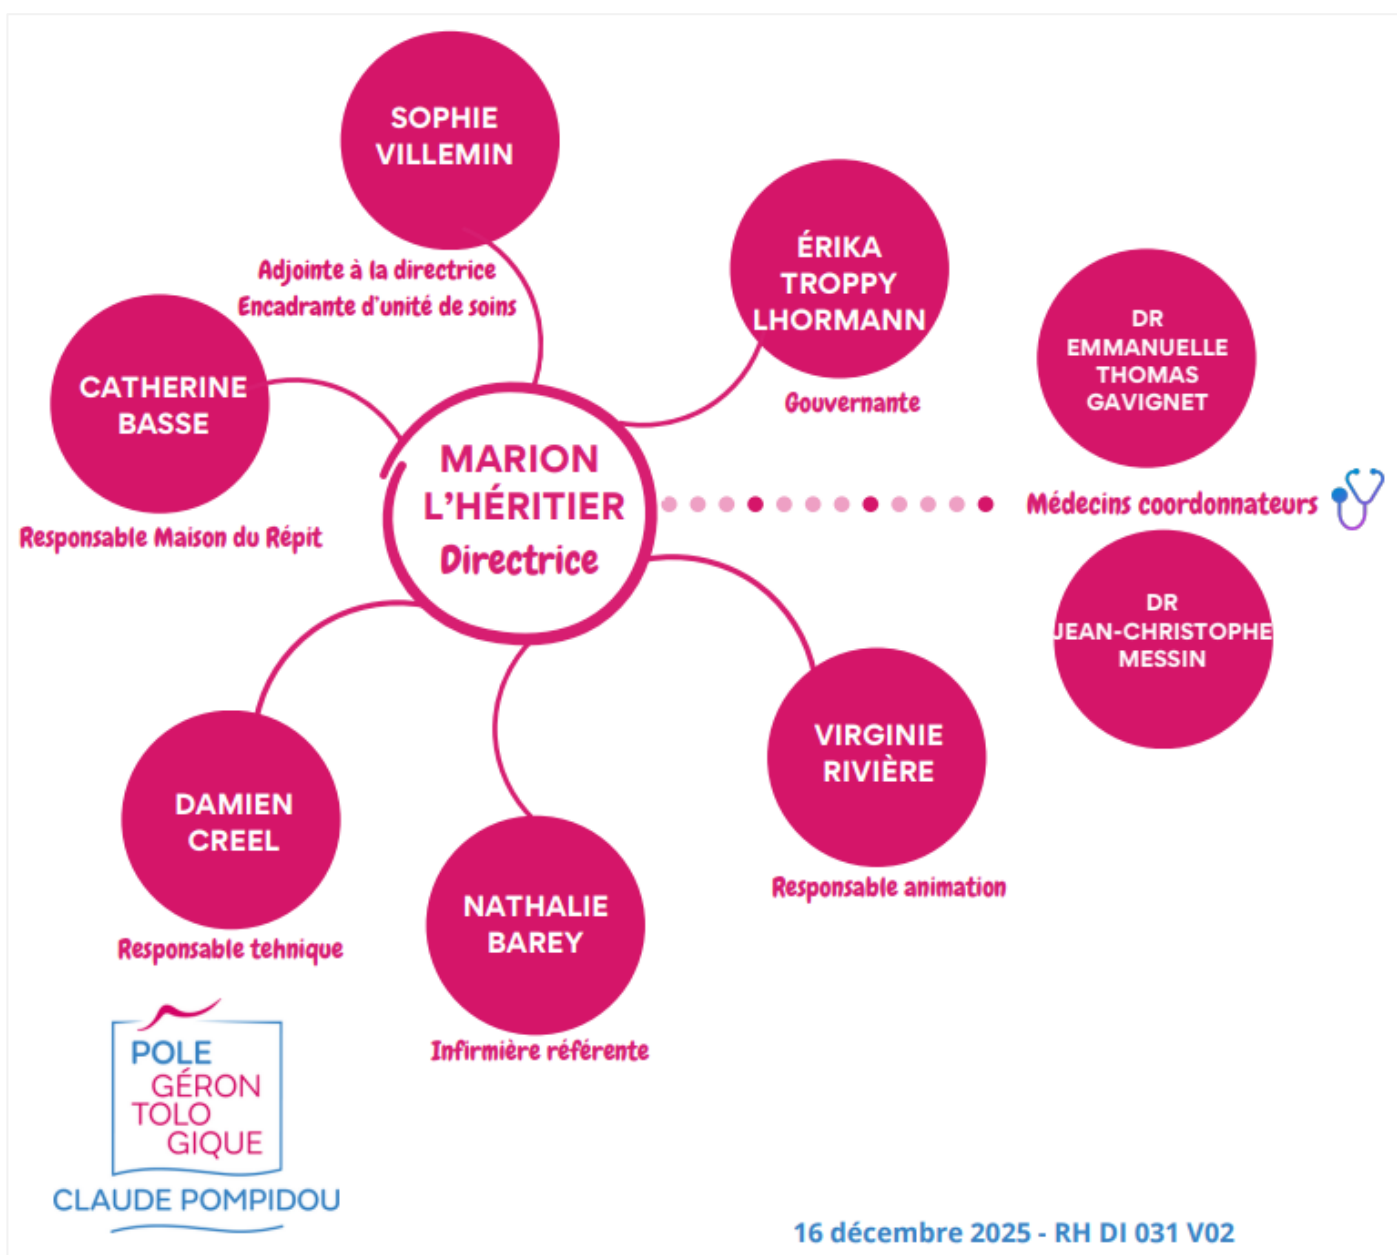 SOPHIE
VILLEMIN
Adjointe à la directrice
Encadrante d'unité de soins
ÉRIKA
TROPPY
LHORMANN
Gouvernante
DR
EMMANUELLE
THOMAS
GAVIGNET
CATHERINE
BASSE
Responsable Maison du Répit
MARION
L'HÉRITIER
Directrice
Médecins coordonnateurs
DR
JEAN-CHRISTOPHE
MESSIN
VIRGINIE
RIVIÈRE
Responsable animation
DAMIEN
CREEL
Responsable tehnique
NATHALIE
BAREY
Infirmière référente
POLE
GÉRON
TOLO
GIQUE
CLAUDE POMPIDOU
16 décembre 2025 - RH DI 031 V02